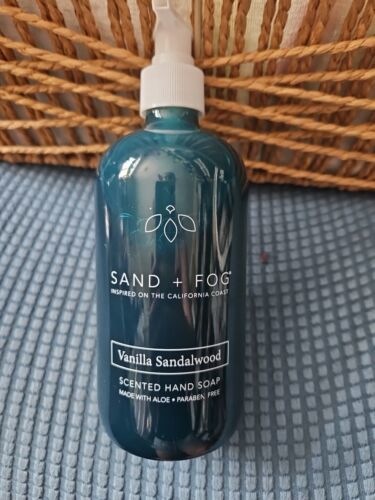 SAND + FOG®
INSPIRED ON THE CALIFORNIA COAST
Vanilla Sandalwood
SCENTED HAND SOAP
MADE WITH ALOE • PARABEN FREE